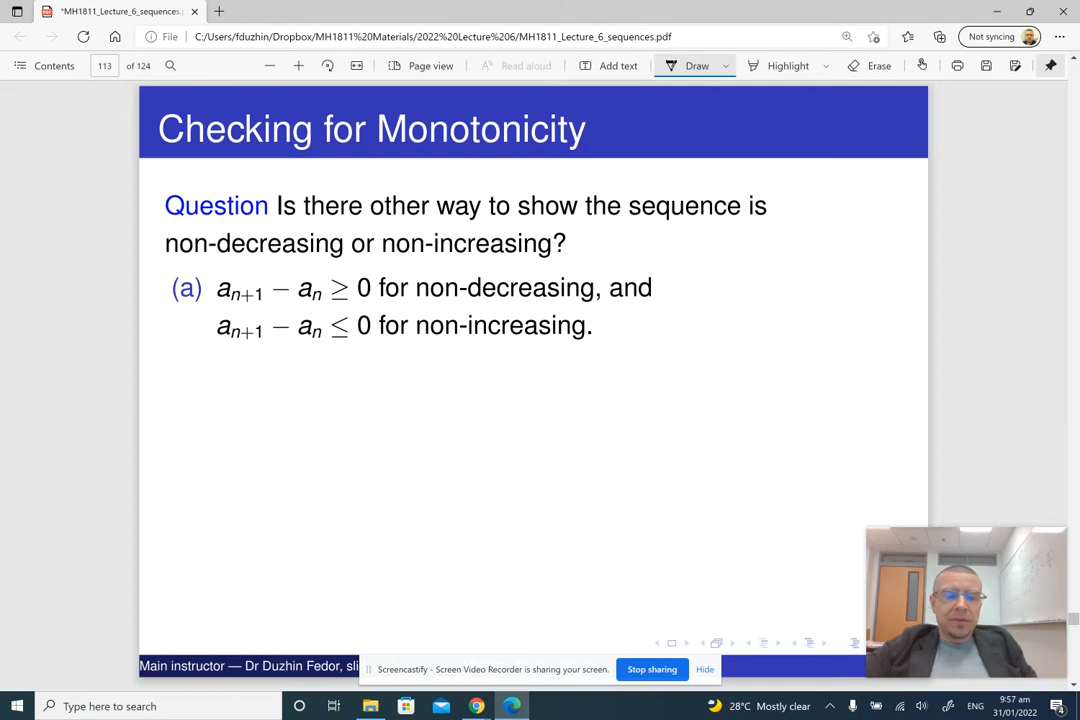 *MH1811_Lecture_6_sequences.p
File
C:/Users/fduzhin/Dropbox/MH1811%20Materials/2022%20Lecture%206/MH1811_Lecture_6_sequences.pdf
Not syncing
Contents
113 of 124
Page view
Read aloud
Add text
Draw
Highlight
Erase
Checking for Monotonicity
Question Is there other way to show the sequence is
non-decreasing or non-increasing?
(a) aₙ₊₁ − aₙ ≥ 0 for non-decreasing, and
aₙ₊₁ − aₙ ≤ 0 for non-increasing.
Main instructor — Dr Duzhin Fedor, sli
Screencastify - Screen Video Recorder is sharing your screen.
Stop sharing
Hide
Type here to search
28°C Mostly clear
ENG
9:57 am
31/01/2022
4